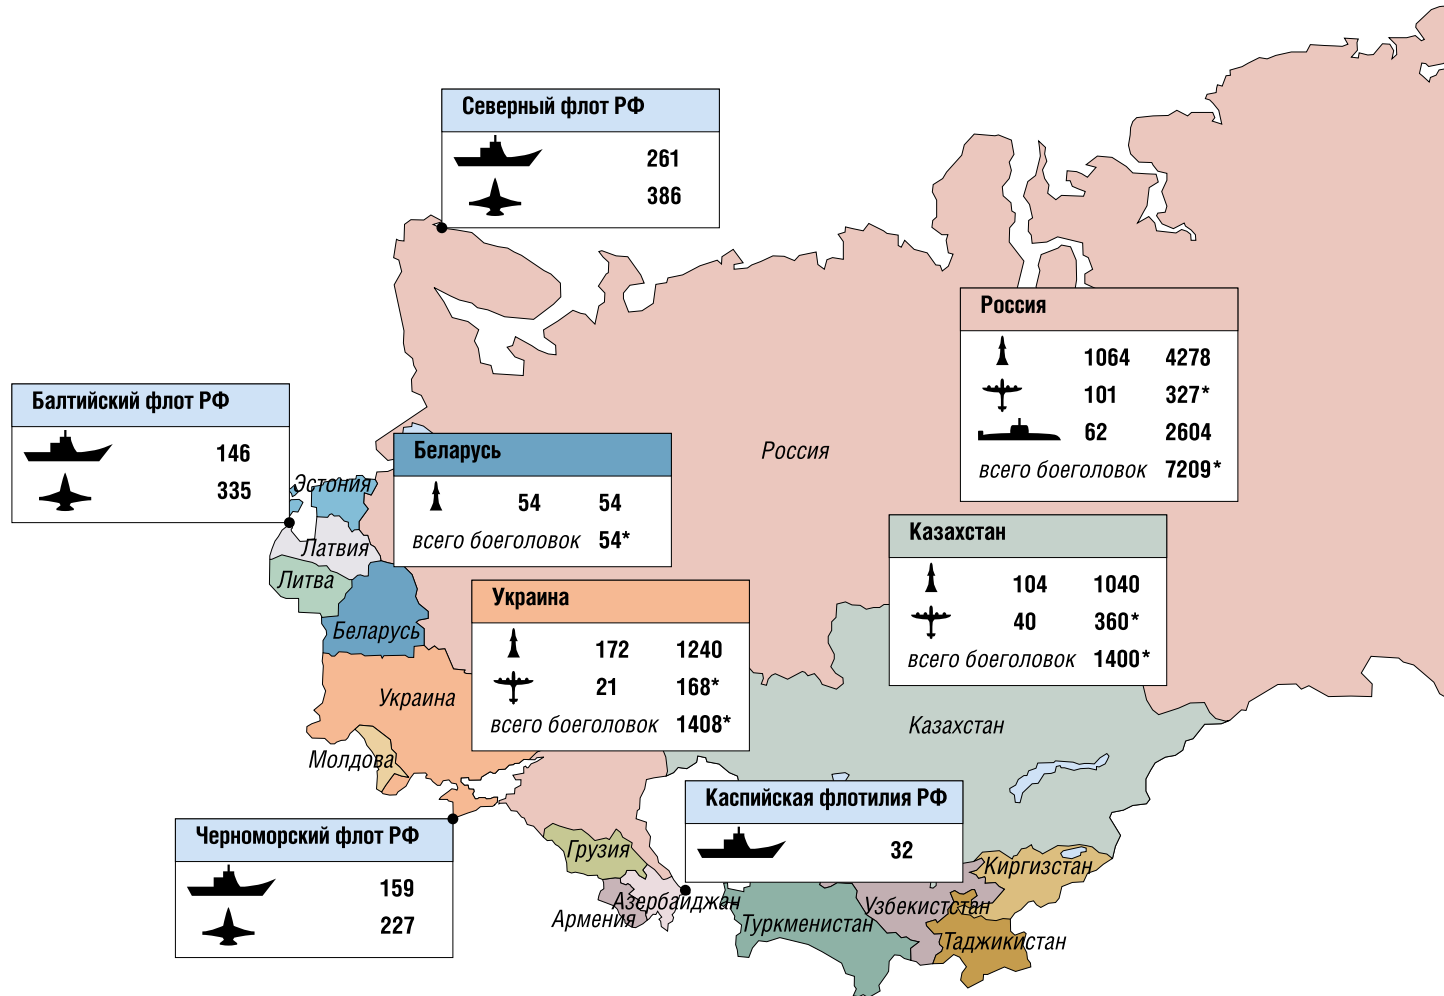 Северный флот РФ
261
386
Россия
1064 4278
101 327*
62 2604
всего боеголовок 7209*
Балтийский флот РФ
146
335
Беларусь
54 54
всего боеголовок 54*
Россия
Эстония
Латвия
Литва
Беларусь
Казахстан
104 1040
40 360*
всего боеголовок 1400*
Украина
172 1240
21 168*
всего боеголовок 1408*
Украина
Казахстан
Молдова
Каспийская флотилия РФ
32
Черноморский флот РФ
159
227
Грузия
Киргизстан
Азербайджан
Армения
Узбекистстан
Туркменистан
Таджикистан